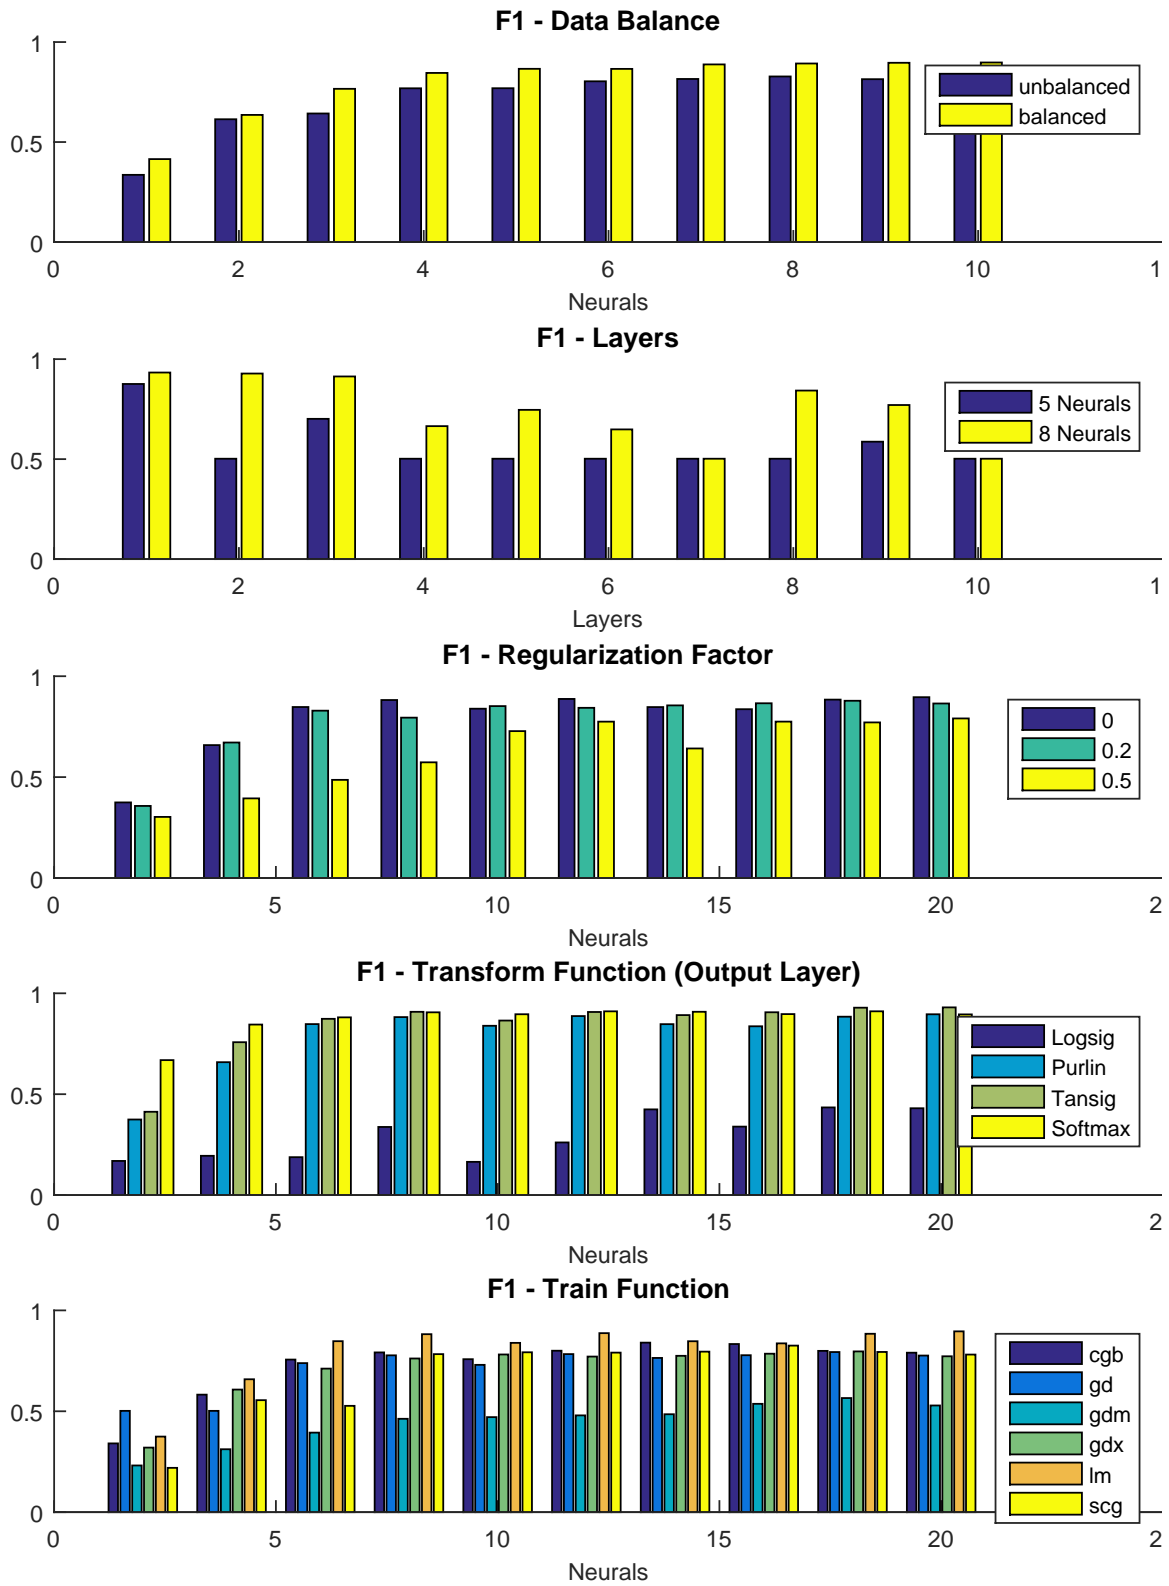 F1 - Data Balance
1
0.5
0
0 2 4 6 8 10 1
Neurals
unbalanced
balanced
F1 - Layers
1
0.5
0
0 2 4 6 8 10 1
Layers
5 Neurals
8 Neurals
F1 - Regularization Factor
1
0.5
0
0 5 10 15 20 2
Neurals
0
0.2
0.5
F1 - Transform Function (Output Layer)
1
0.5
0
0 5 10 15 20 2
Neurals
Logsig
Purlin
Tansig
Softmax
F1 - Train Function
1
0.5
0
0 5 10 15 20 2
Neurals
cgb
gd
gdm
gdx
lm
scg